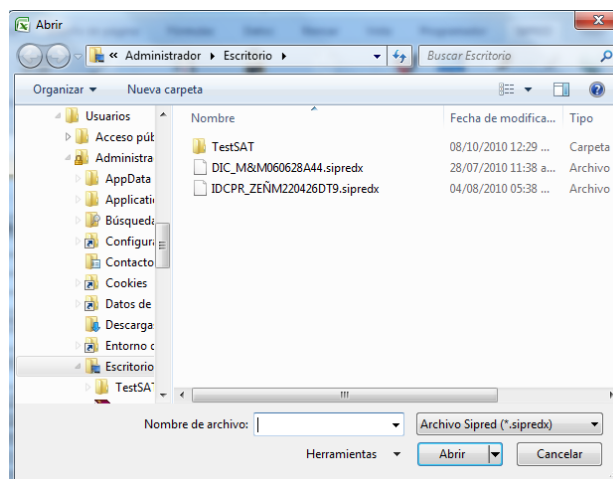 Abrir
« Administrador Escritorio
Buscar Escritorio
Organizar
Nueva carpeta
Usuarios
Acceso púb
Administra
AppData
Applicati
Búsqueda
Configura
Contacto
Cookies
Datos de
Descarga
Entorno d
Escritorio
TestSA
Nombre Fecha de modifica... Tipo
TestSAT 08/10/2010 12:29 ... Carpeta
DIC_M&M060628A44.sipredx 28/07/2010 11:38 a... Archivo
IDCPR_ZEÑM220426DT9.sipredx 04/08/2010 05:38 ... Archivo
Nombre de archivo:
Archivo Sipred (*.sipredx)
Herramientas
Abrir
Cancelar